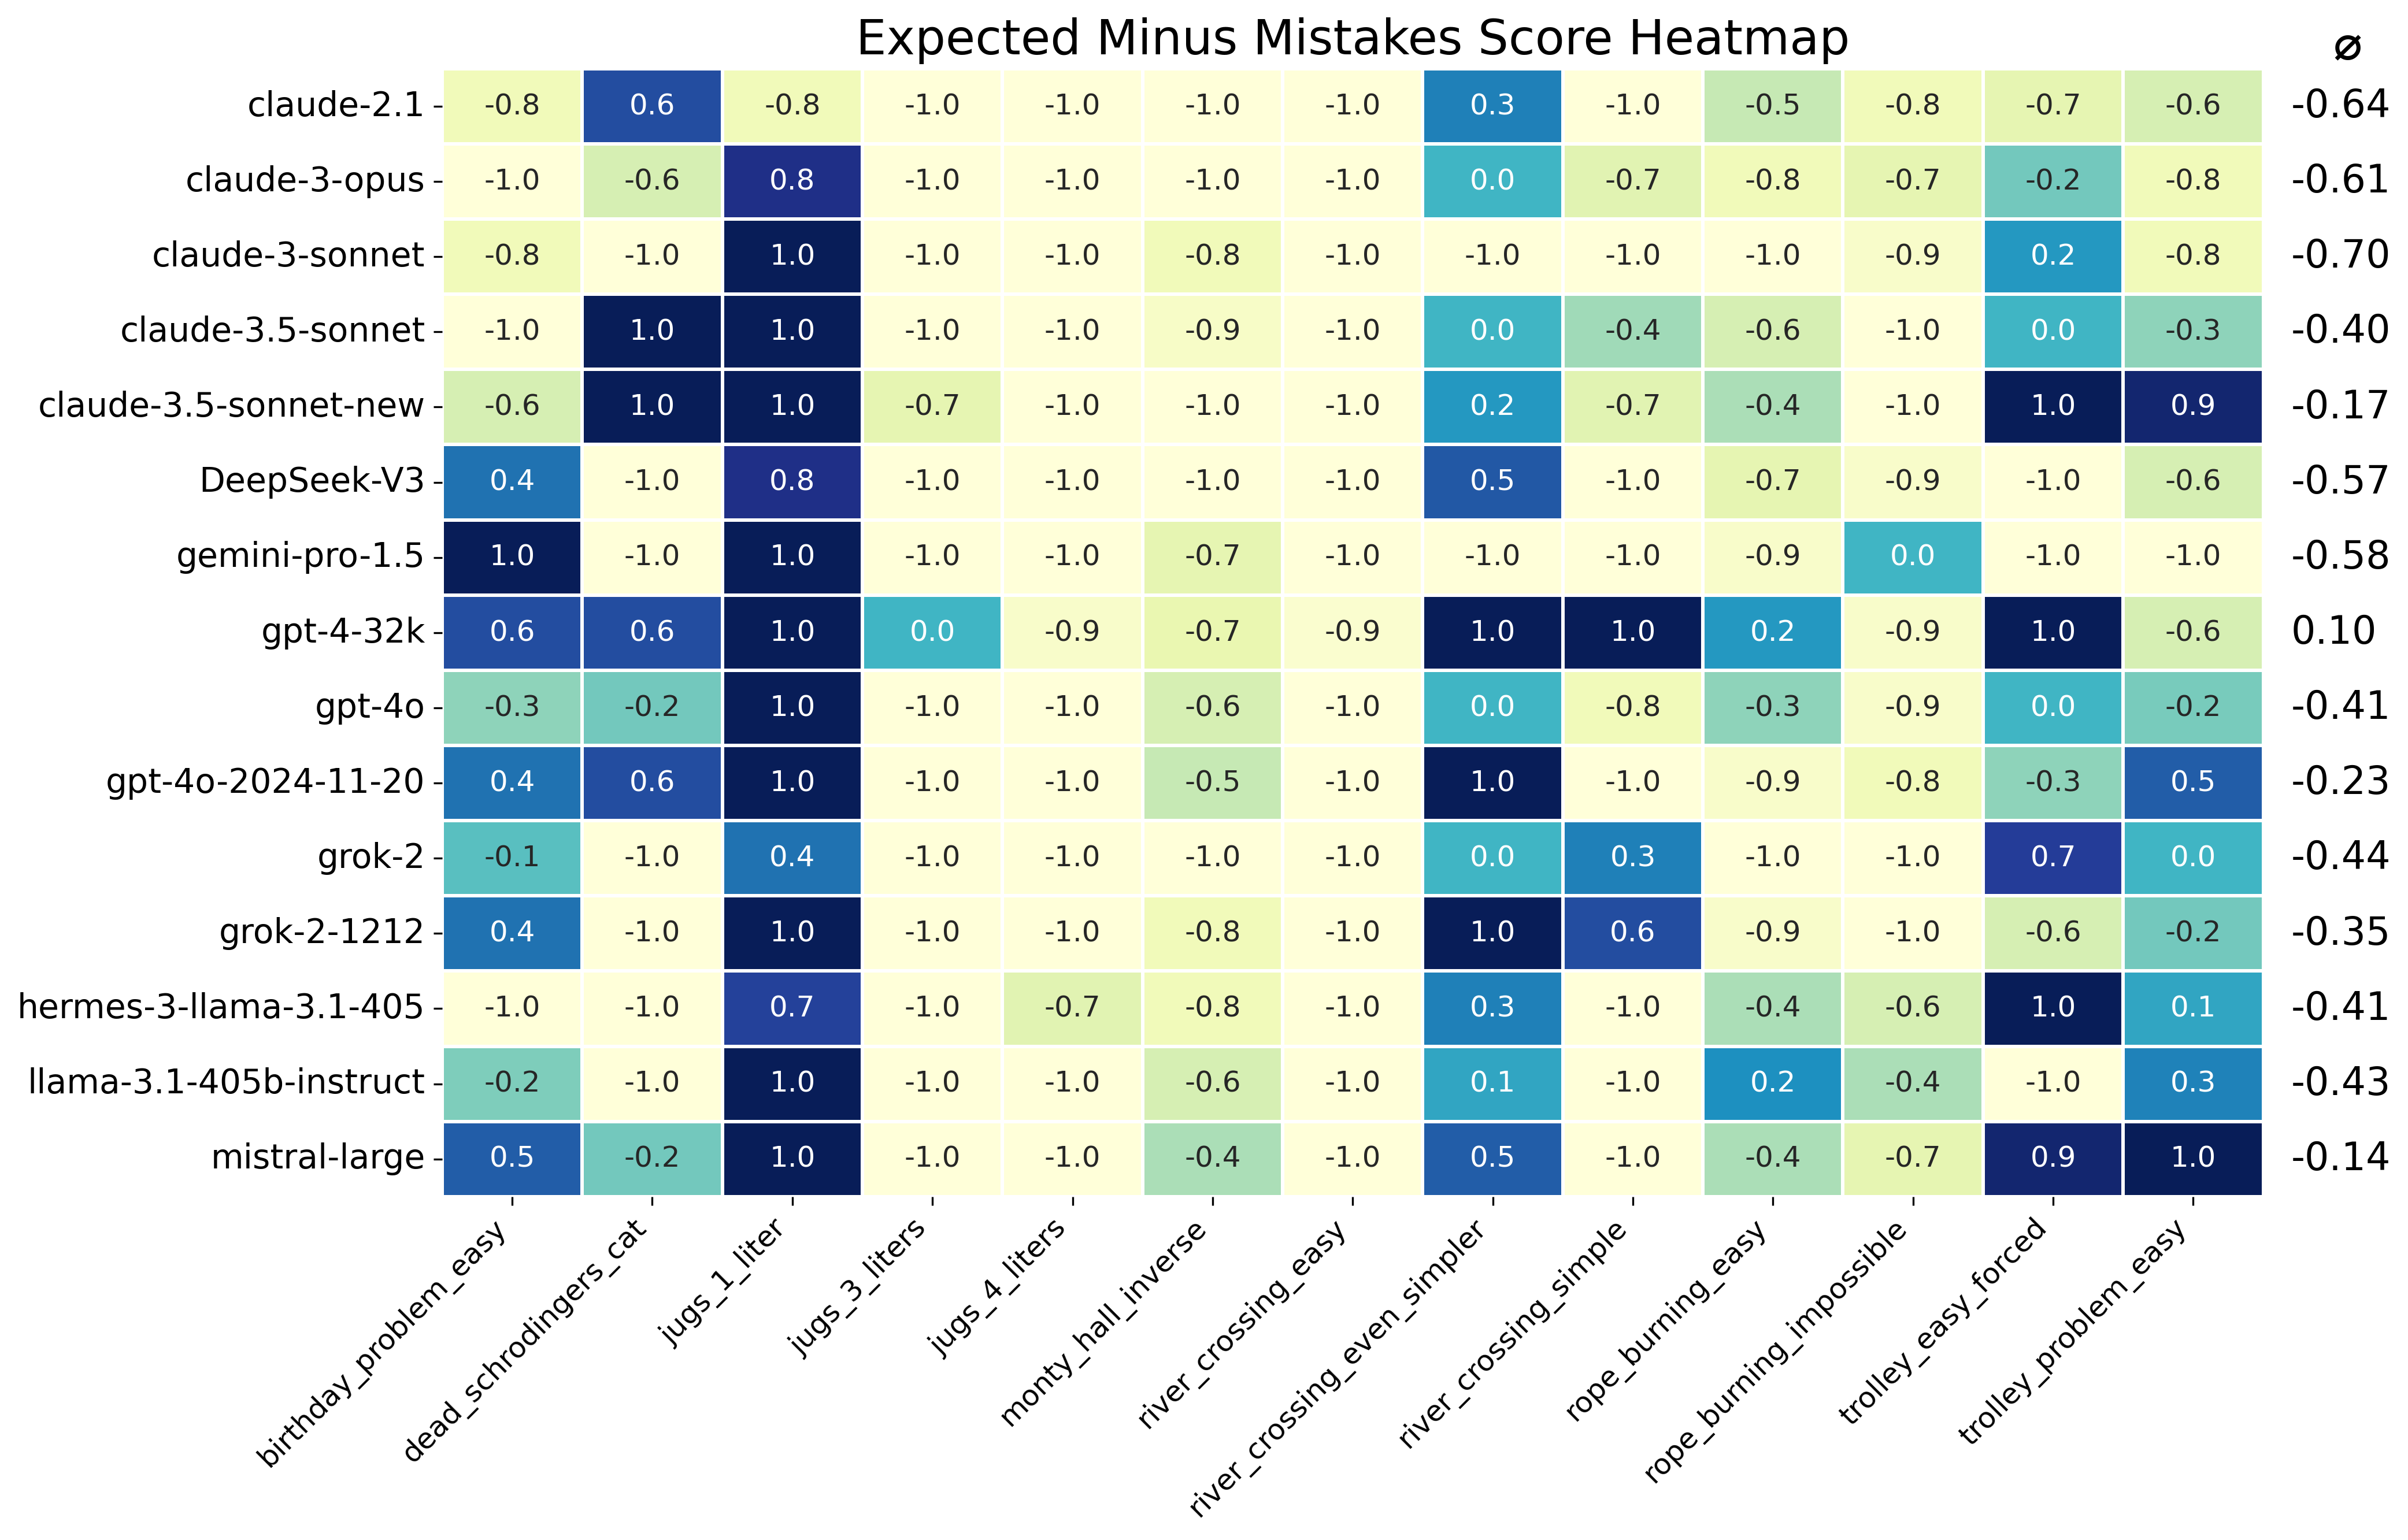 Expected Minus Mistakes Score Heatmap ⌀
claude-2.1 -0.8 0.6 -0.8 -1.0 -1.0 -1.0 -1.0 0.3 -1.0 -0.5 -0.8 -0.7 -0.6 -0.64
claude-3-opus -1.0 -0.6 0.8 -1.0 -1.0 -1.0 -1.0 0.0 -0.7 -0.8 -0.7 -0.2 -0.8 -0.61
claude-3-sonnet -0.8 -1.0 1.0 -1.0 -1.0 -0.8 -1.0 -1.0 -1.0 -1.0 -0.9 0.2 -0.8 -0.70
claude-3.5-sonnet -1.0 1.0 1.0 -1.0 -1.0 -0.9 -1.0 0.0 -0.4 -0.6 -1.0 0.0 -0.3 -0.40
claude-3.5-sonnet-new -0.6 1.0 1.0 -0.7 -1.0 -1.0 -1.0 0.2 -0.7 -0.4 -1.0 1.0 0.9 -0.17
DeepSeek-V3 0.4 -1.0 0.8 -1.0 -1.0 -1.0 -1.0 0.5 -1.0 -0.7 -0.9 -1.0 -0.6 -0.57
gemini-pro-1.5 1.0 -1.0 1.0 -1.0 -1.0 -0.7 -1.0 -1.0 -1.0 -0.9 0.0 -1.0 -1.0 -0.58
gpt-4-32k 0.6 0.6 1.0 0.0 -0.9 -0.7 -0.9 1.0 1.0 0.2 -0.9 1.0 -0.6 0.10
gpt-4o -0.3 -0.2 1.0 -1.0 -1.0 -0.6 -1.0 0.0 -0.8 -0.3 -0.9 0.0 -0.2 -0.41
gpt-4o-2024-11-20 0.4 0.6 1.0 -1.0 -1.0 -0.5 -1.0 1.0 -1.0 -0.9 -0.8 -0.3 0.5 -0.23
grok-2 -0.1 -1.0 0.4 -1.0 -1.0 -1.0 -1.0 0.0 0.3 -1.0 -1.0 0.7 0.0 -0.44
grok-2-1212 0.4 -1.0 1.0 -1.0 -1.0 -0.8 -1.0 1.0 0.6 -0.9 -1.0 -0.6 -0.2 -0.35
hermes-3-llama-3.1-405 -1.0 -1.0 0.7 -1.0 -0.7 -0.8 -1.0 0.3 -1.0 -0.4 -0.6 1.0 0.1 -0.41
llama-3.1-405b-instruct -0.2 -1.0 1.0 -1.0 -1.0 -0.6 -1.0 0.1 -1.0 0.2 -0.4 -1.0 0.3 -0.43
mistral-large 0.5 -0.2 1.0 -1.0 -1.0 -0.4 -1.0 0.5 -1.0 -0.4 -0.7 0.9 1.0 -0.14
birthday_problem_easy
dead_schrodingers_cat
jugs_1_liter
jugs_3_liters
jugs_4_liters
monty_hall_inverse
river_crossing_easy
river_crossing_even_simpler
river_crossing_simple
rope_burning_easy
rope_burning_impossible
trolley_easy_forced
trolley_problem_easy